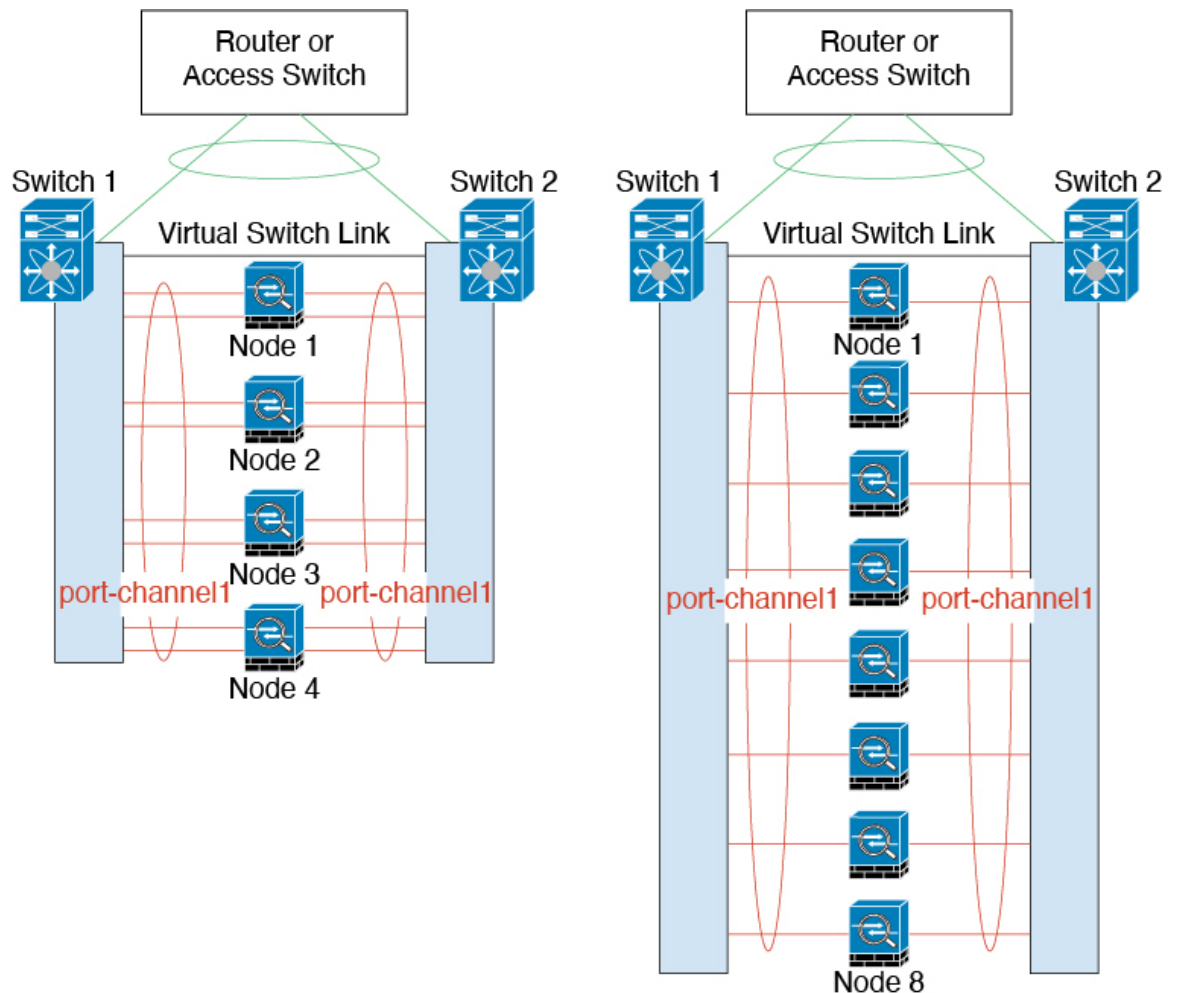 Router or
Access Switch
Switch 1
Switch 2
Virtual Switch Link
Node 1
Node 2
Node 3
port-channel1
port-channel1
Node 4
Router or
Access Switch
Switch 1
Switch 2
Virtual Switch Link
Node 1
port-channel1
port-channel1
Node 8